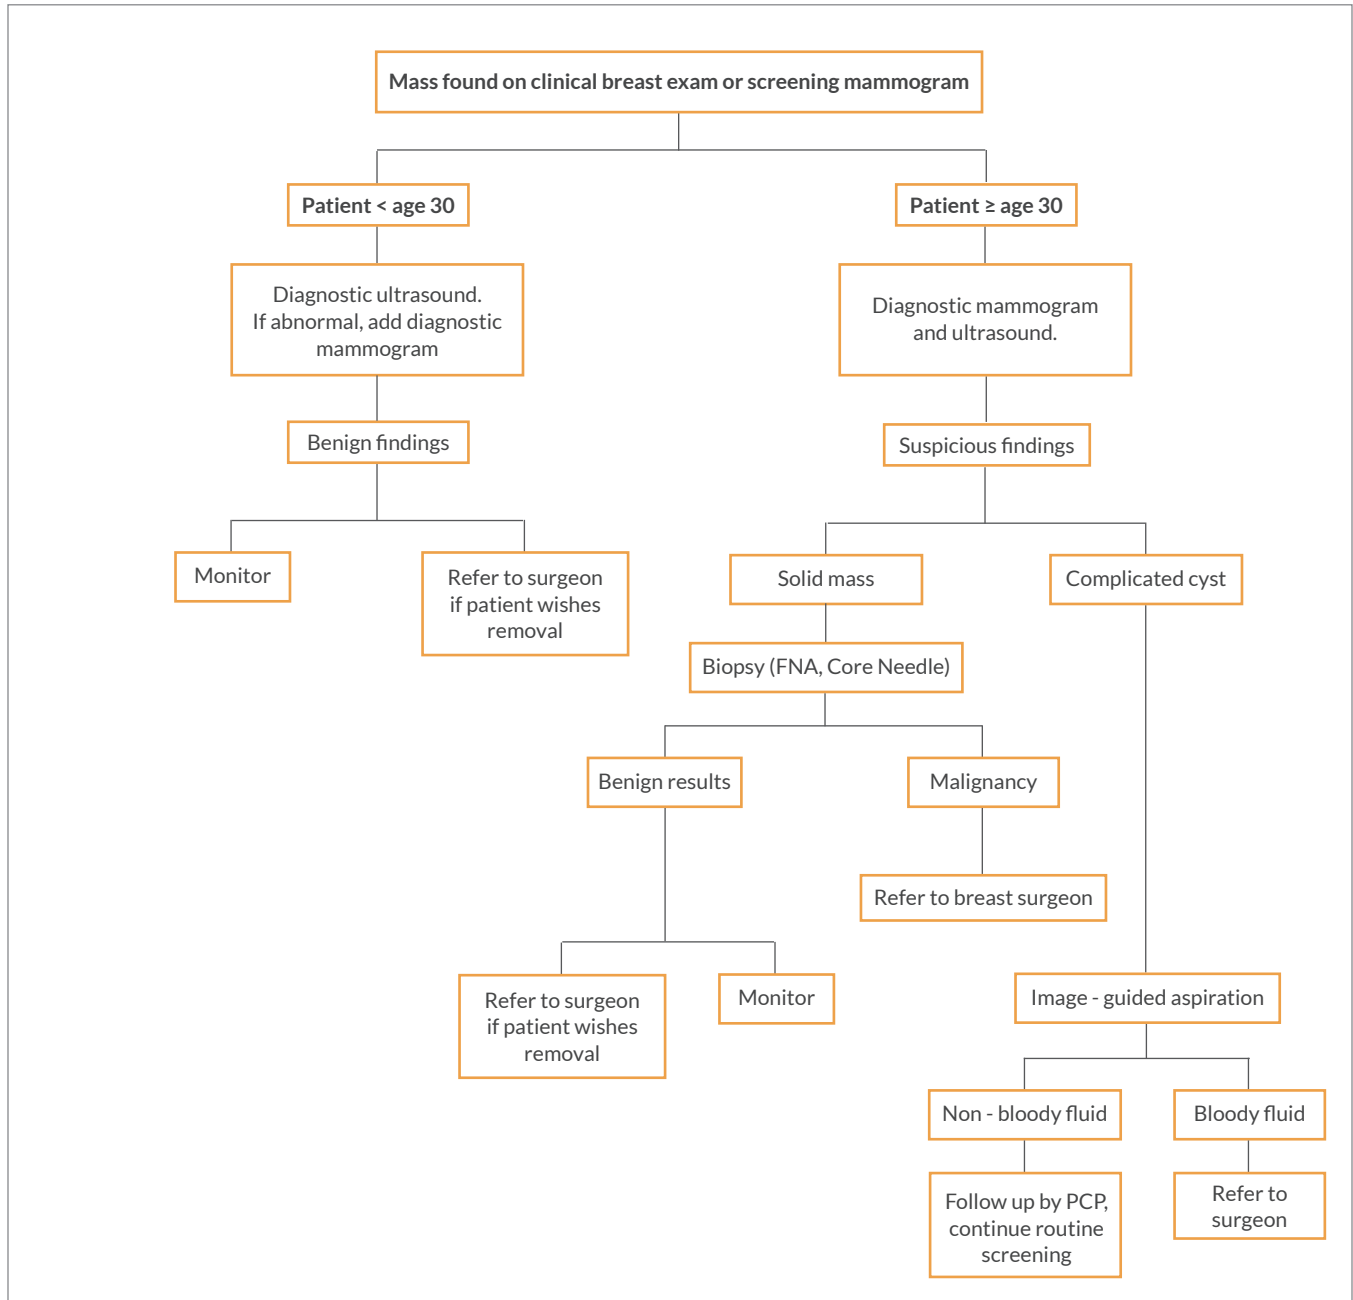 Mass found on clinical breast exam or screening mammogram
Patient < age 30
Patient ≥ age 30
Diagnostic ultrasound.
If abnormal, add diagnostic
mammogram
Diagnostic mammogram
and ultrasound.
Benign findings
Suspicious findings
Monitor
Refer to surgeon
if patient wishes
removal
Solid mass
Complicated cyst
Biopsy (FNA, Core Needle)
Benign results
Malignancy
Refer to breast surgeon
Refer to surgeon
if patient wishes
removal
Monitor
Image - guided aspiration
Non - bloody fluid
Bloody fluid
Follow up by PCP,
continue routine
screening
Refer to
surgeon